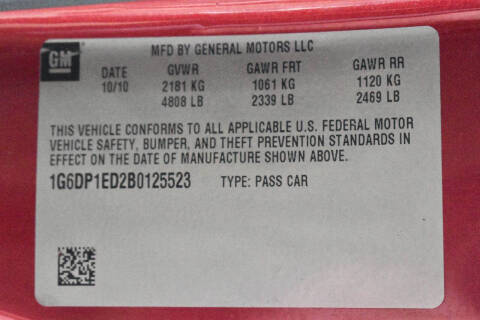 GM
MFD BY GENERAL MOTORS LLC
DATE GVWR GAWR FRT GAWR RR
10/10 2181 KG 1061 KG 1120 KG
4808 LB 2339 LB 2469 LB
THIS VEHICLE CONFORMS TO ALL APPLICABLE U.S. FEDERAL MOTOR
VEHICLE SAFETY, BUMPER, AND THEFT PREVENTION STANDARDS IN
EFFECT ON THE DATE OF MANUFACTURE SHOWN ABOVE.
1G6DP1ED2B0125523 TYPE: PASS CAR